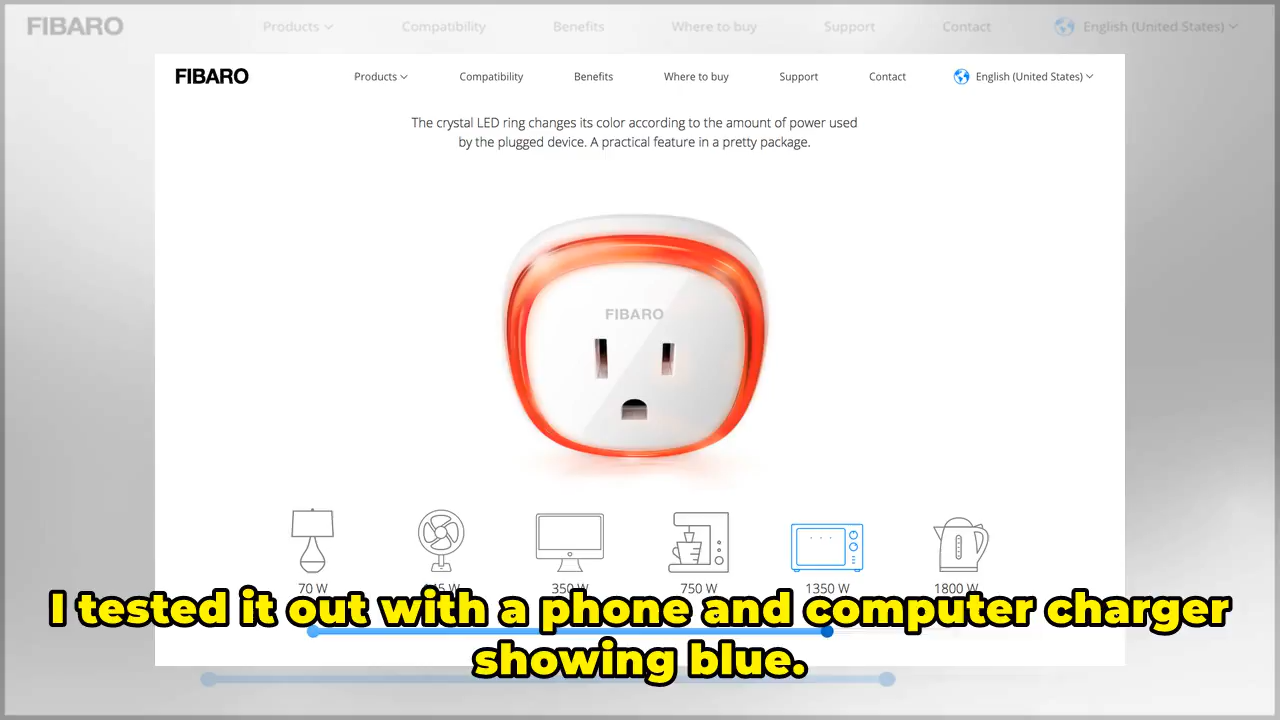 FIBARO Products Compatibility Benefits Where to buy Support Contact English (United States)
FIBARO Products Compatibility Benefits Where to buy Support Contact English (United States)
The crystal LED ring changes its color according to the amount of power used
by the plugged device. A practical feature in a pretty package.
FIBARO
70 W W 350 W 750 W 1350 W 1800 W
I tested it out with a phone and computer charger
showing blue.